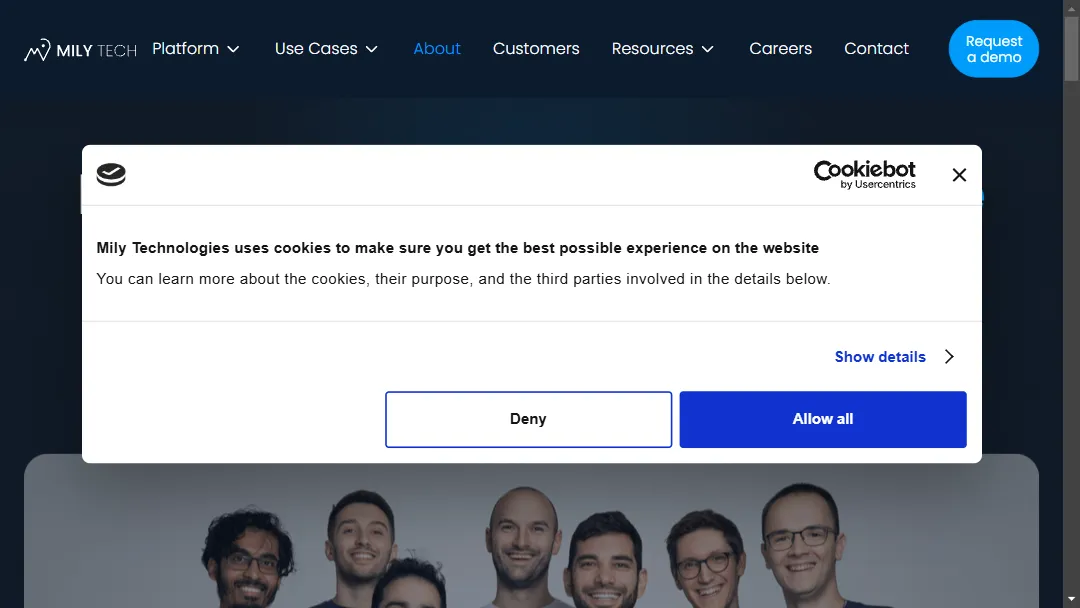 MILY TECH
Platform
Use Cases
About
Customers
Resources
Careers
Contact
Request
a demo
Cookiebot
by Usercentrics
Mily Technologies uses cookies to make sure you get the best possible experience on the website
You can learn more about the cookies, their purpose, and the third parties involved in the details below.
Show details
Deny
Allow all